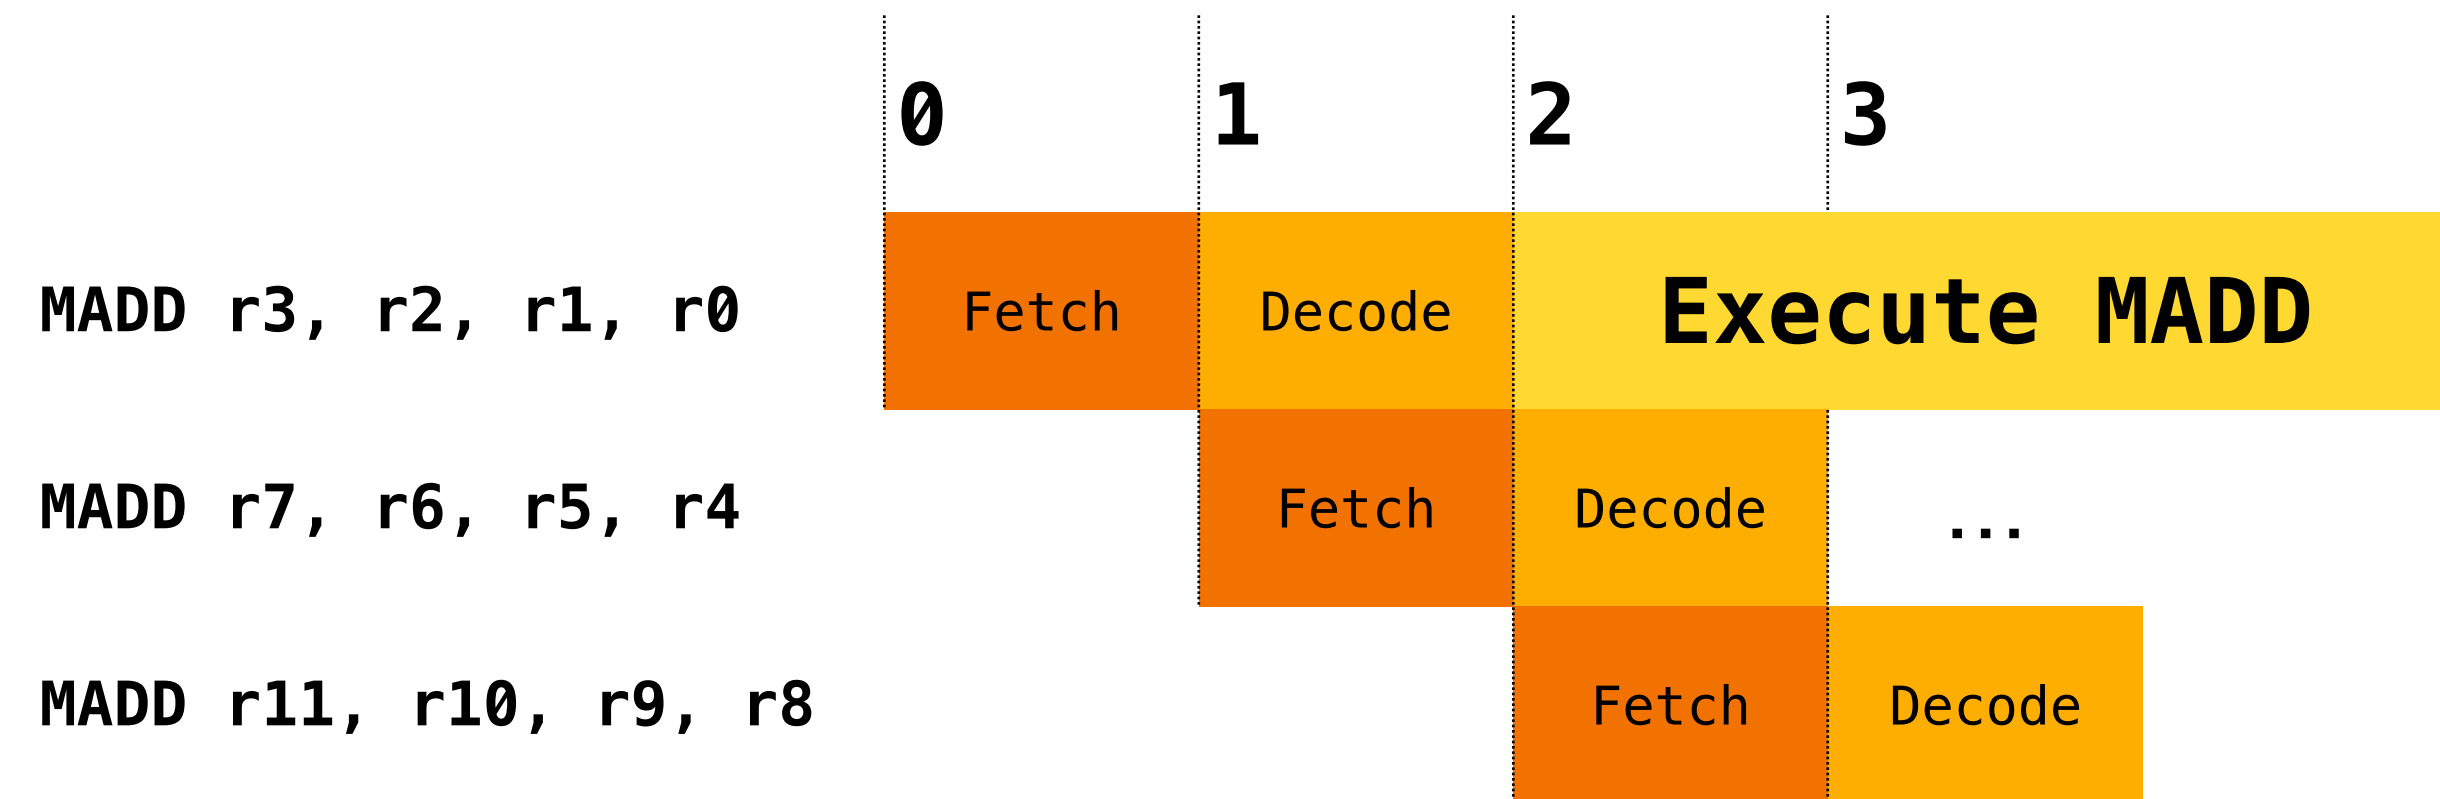 0 1 2 3
MADD r3, r2, r1, r0 Fetch Decode Execute MADD
MADD r7, r6, r5, r4 Fetch Decode ...
MADD r11, r10, r9, r8 Fetch Decode